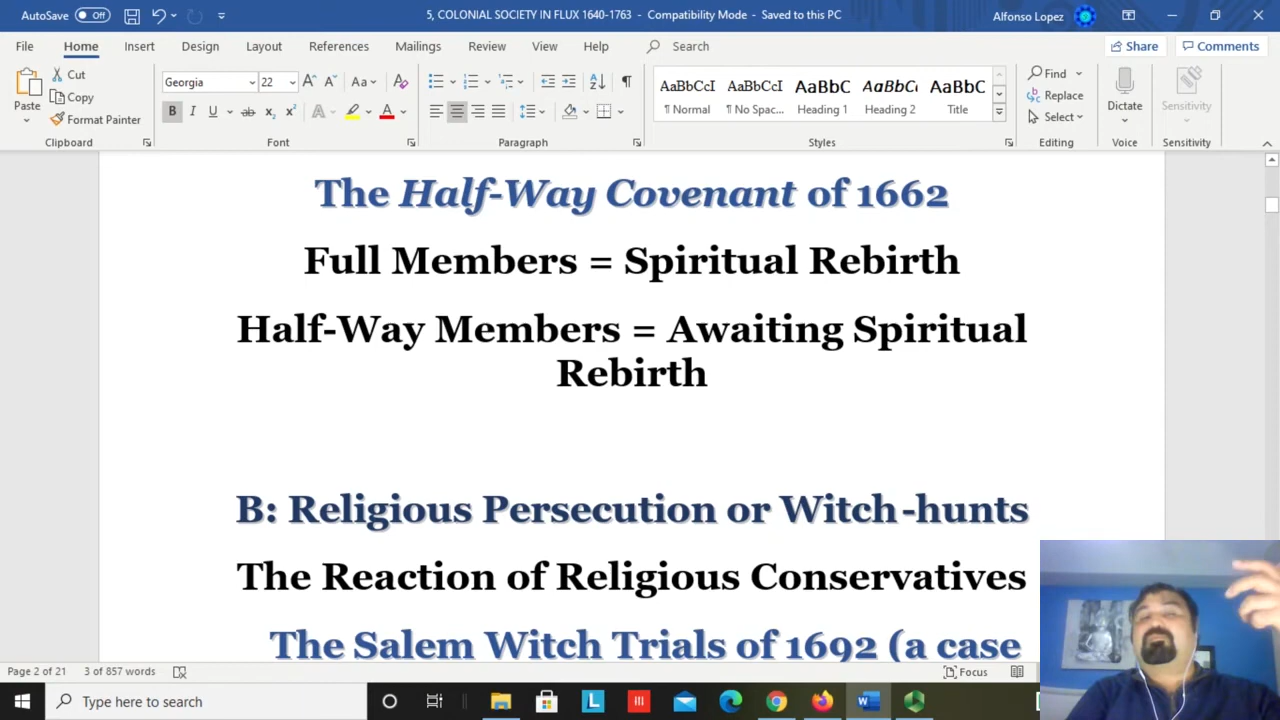 AutoSave Off 5, COLONIAL SOCIETY IN FLUX 1640-1763 - Compatibility Mode - Saved to this PC Alfonso Lopez
File Home Insert Design Layout References Mailings Review View Help Search Share Comments
Paste
Cut
Copy
Format Painter
Clipboard
Georgia 22
Font
Paragraph
AaBbCcI AaBbCcI AaBbC AaBbCc AaBbC
¶ Normal ¶ No Spac... Heading 1 Heading 2 Title
Styles
Find
Replace
Select
Editing
Dictate
Voice
Sensitivity
Sensitivity
The Half-Way Covenant of 1662
Full Members = Spiritual Rebirth
Half-Way Members = Awaiting Spiritual
Rebirth
B: Religious Persecution or Witch-hunts
The Reaction of Religious Conservatives
The Salem Witch Trials of 1692 (a case
Page 2 of 21 3 of 857 words Focus
Type here to search